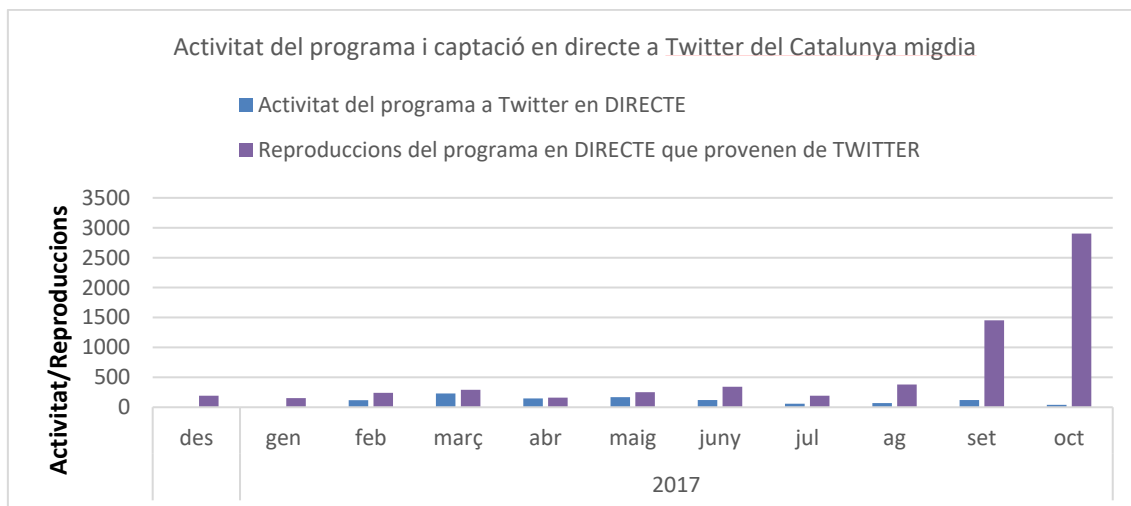 Activitat del programa i captació en directe a Twitter del Catalunya migdia
Activitat del programa a Twitter en DIRECTE
Reproduccions del programa en DIRECTE que provenen de TWITTER
Activitat/Reproduccions
3500
3000
2500
2000
1500
1000
500
0
des gen feb març abr maig juny jul ag set oct
2017